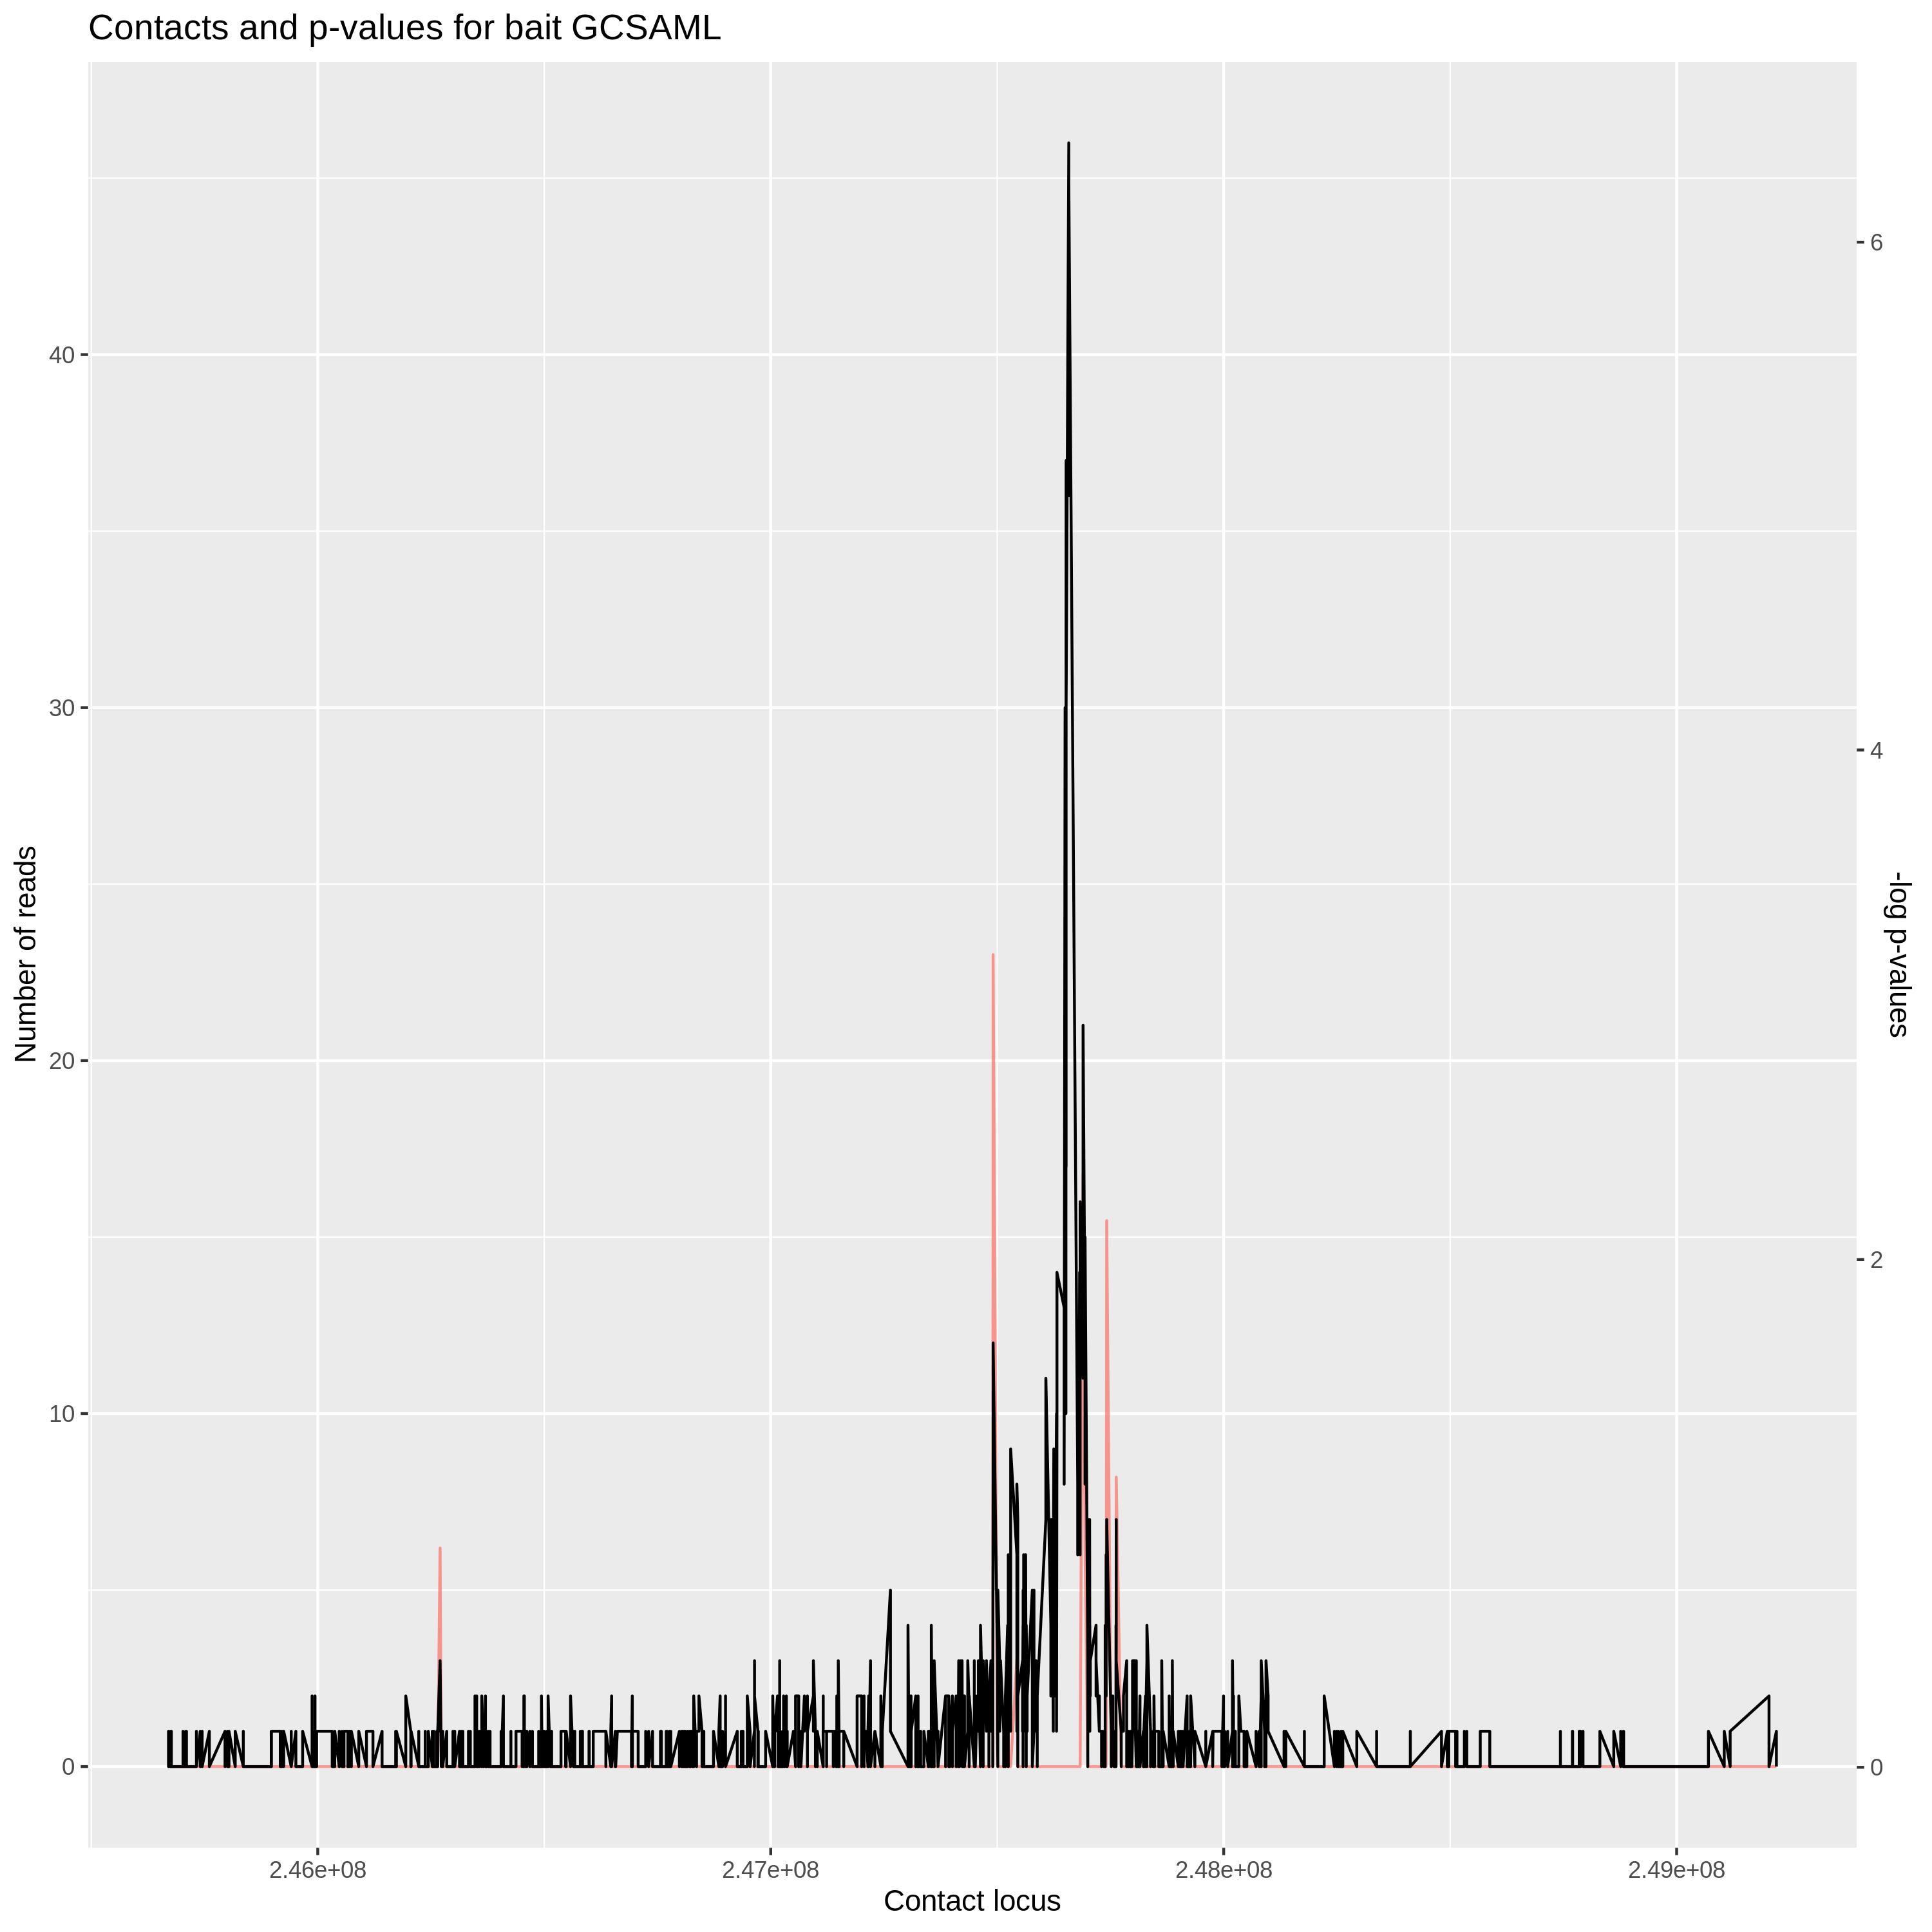 Contacts and p-values for bait GCSAML
Number of reads
40
30
20
10
0
6
4
2
0
-log p-values
2.46e+08
2.47e+08
2.48e+08
2.49e+08
Contact locus